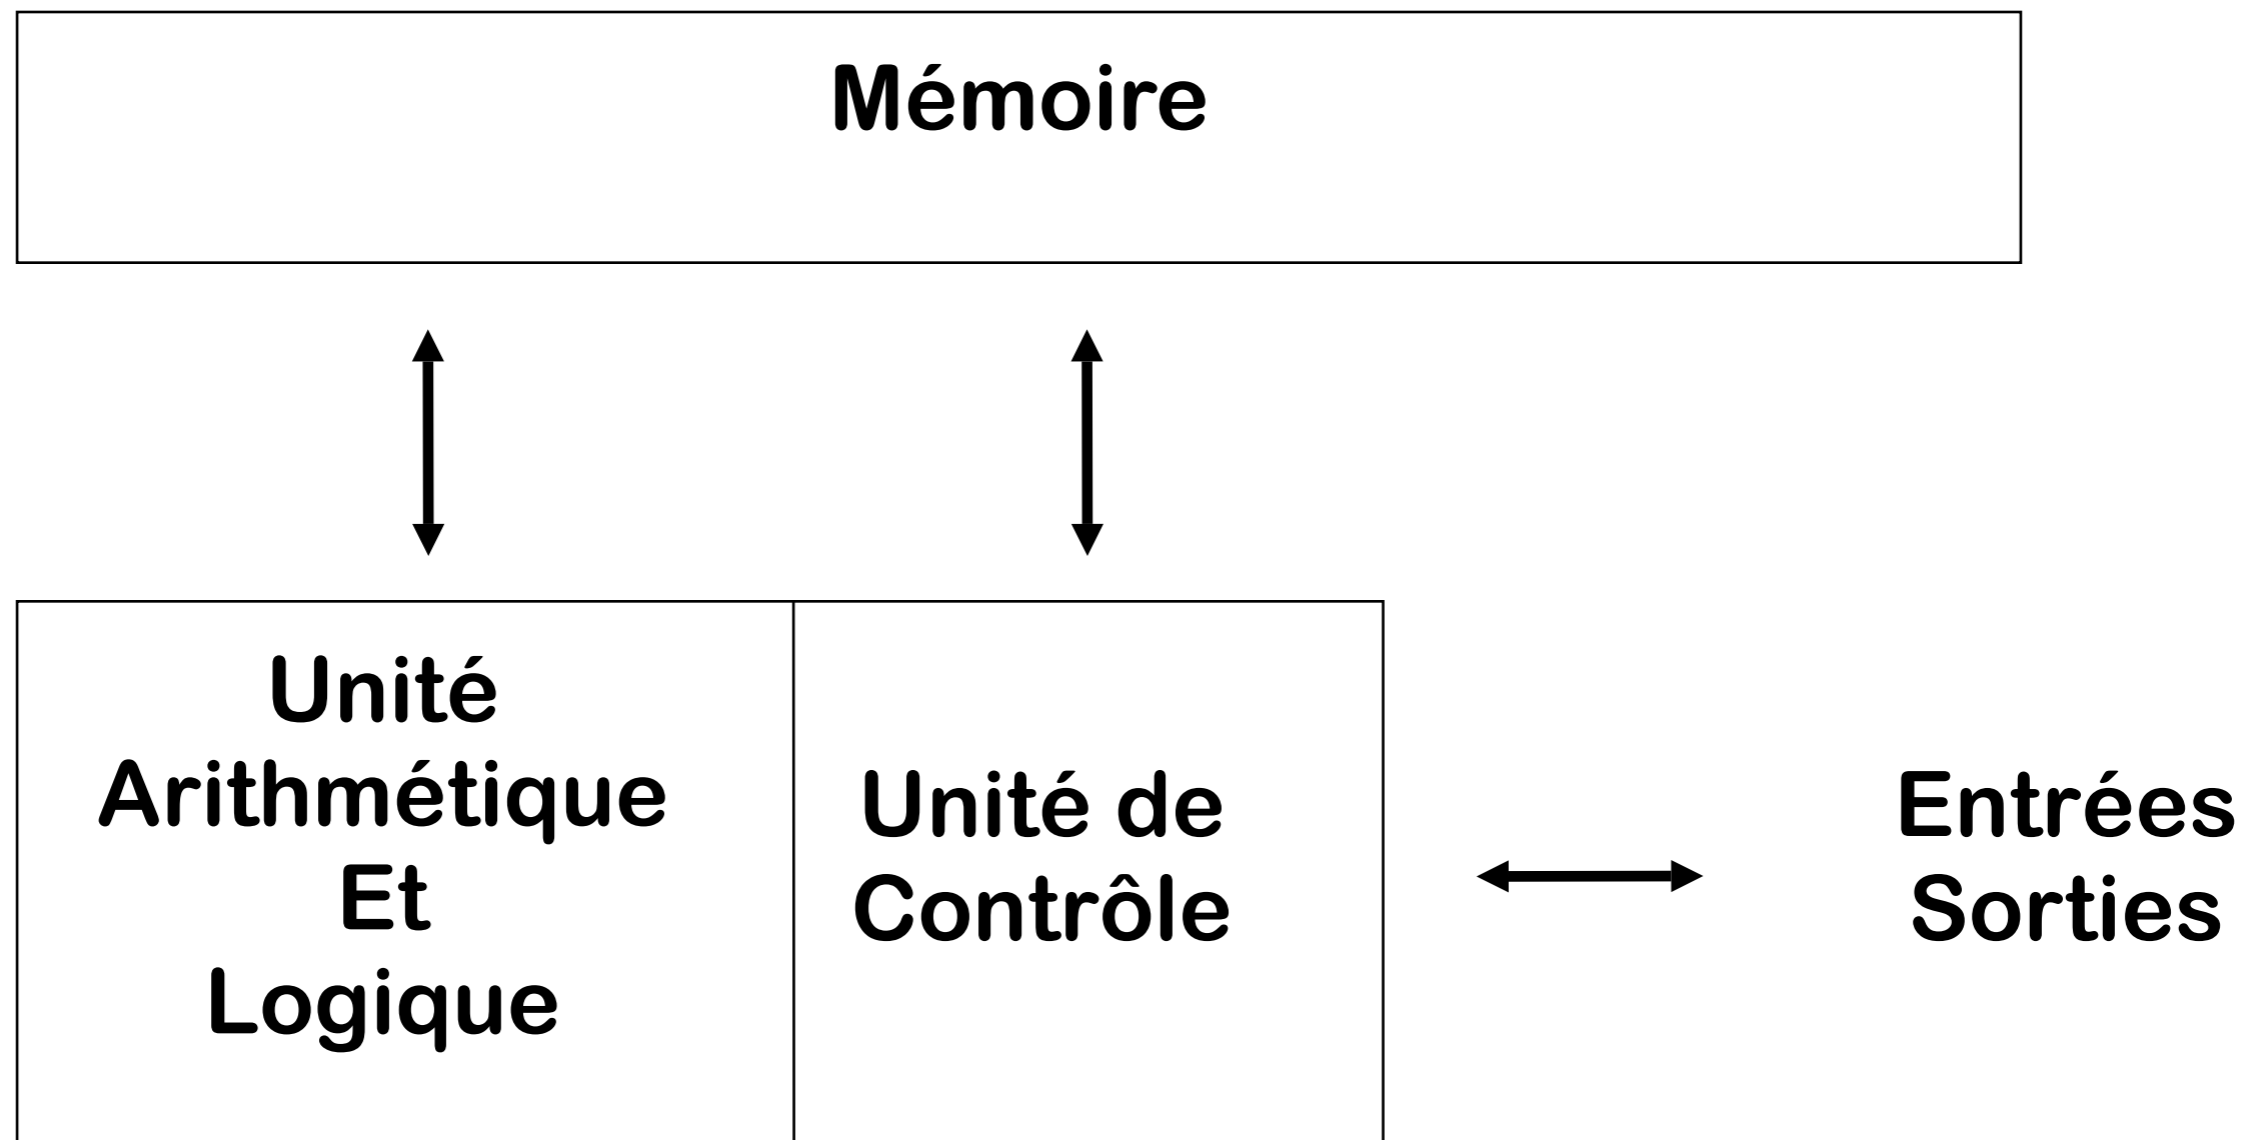 Mémoire
Unité
Arithmétique
Et
Logique
Unité de
Contrôle
Entrées
Sorties